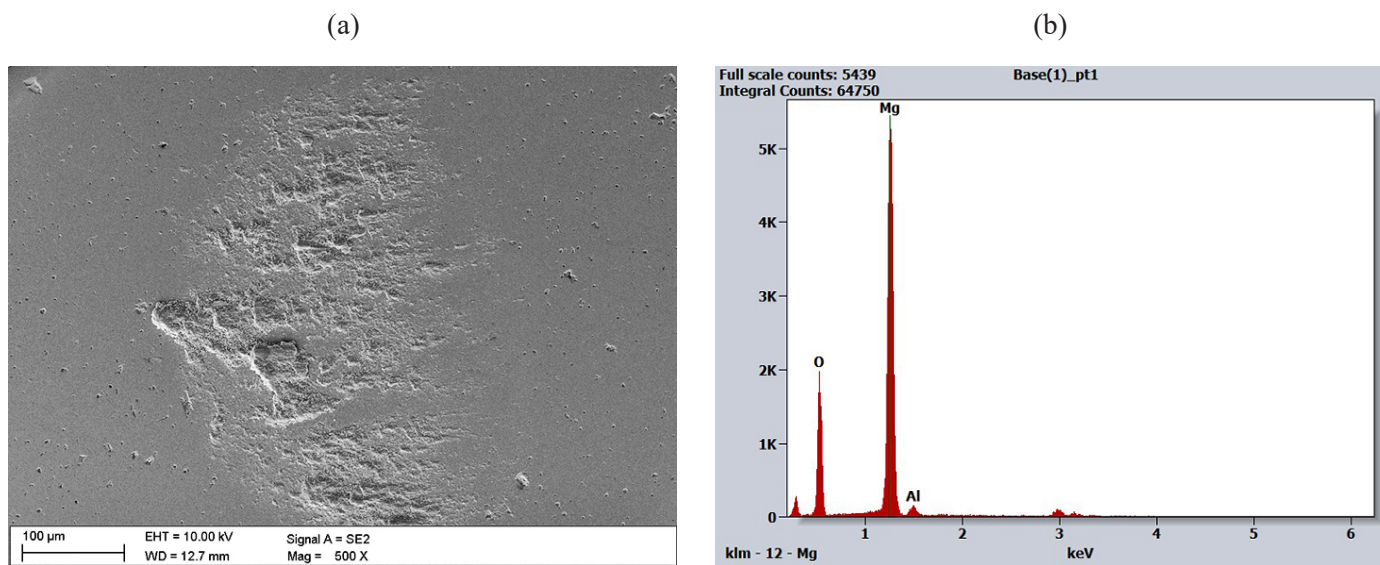 (a)
(b)
100 µm
EHT = 10.00 kV
Signal A = SE2
WD = 12.7 mm
Mag = 500 X
Full scale counts: 5439
Base(1)_pt1
Integral Counts: 64750
Mg
5K
4K
3K
O
2K
1K
Al
0
1
2
3
4
5
6
klm - 12 - Mg
keV